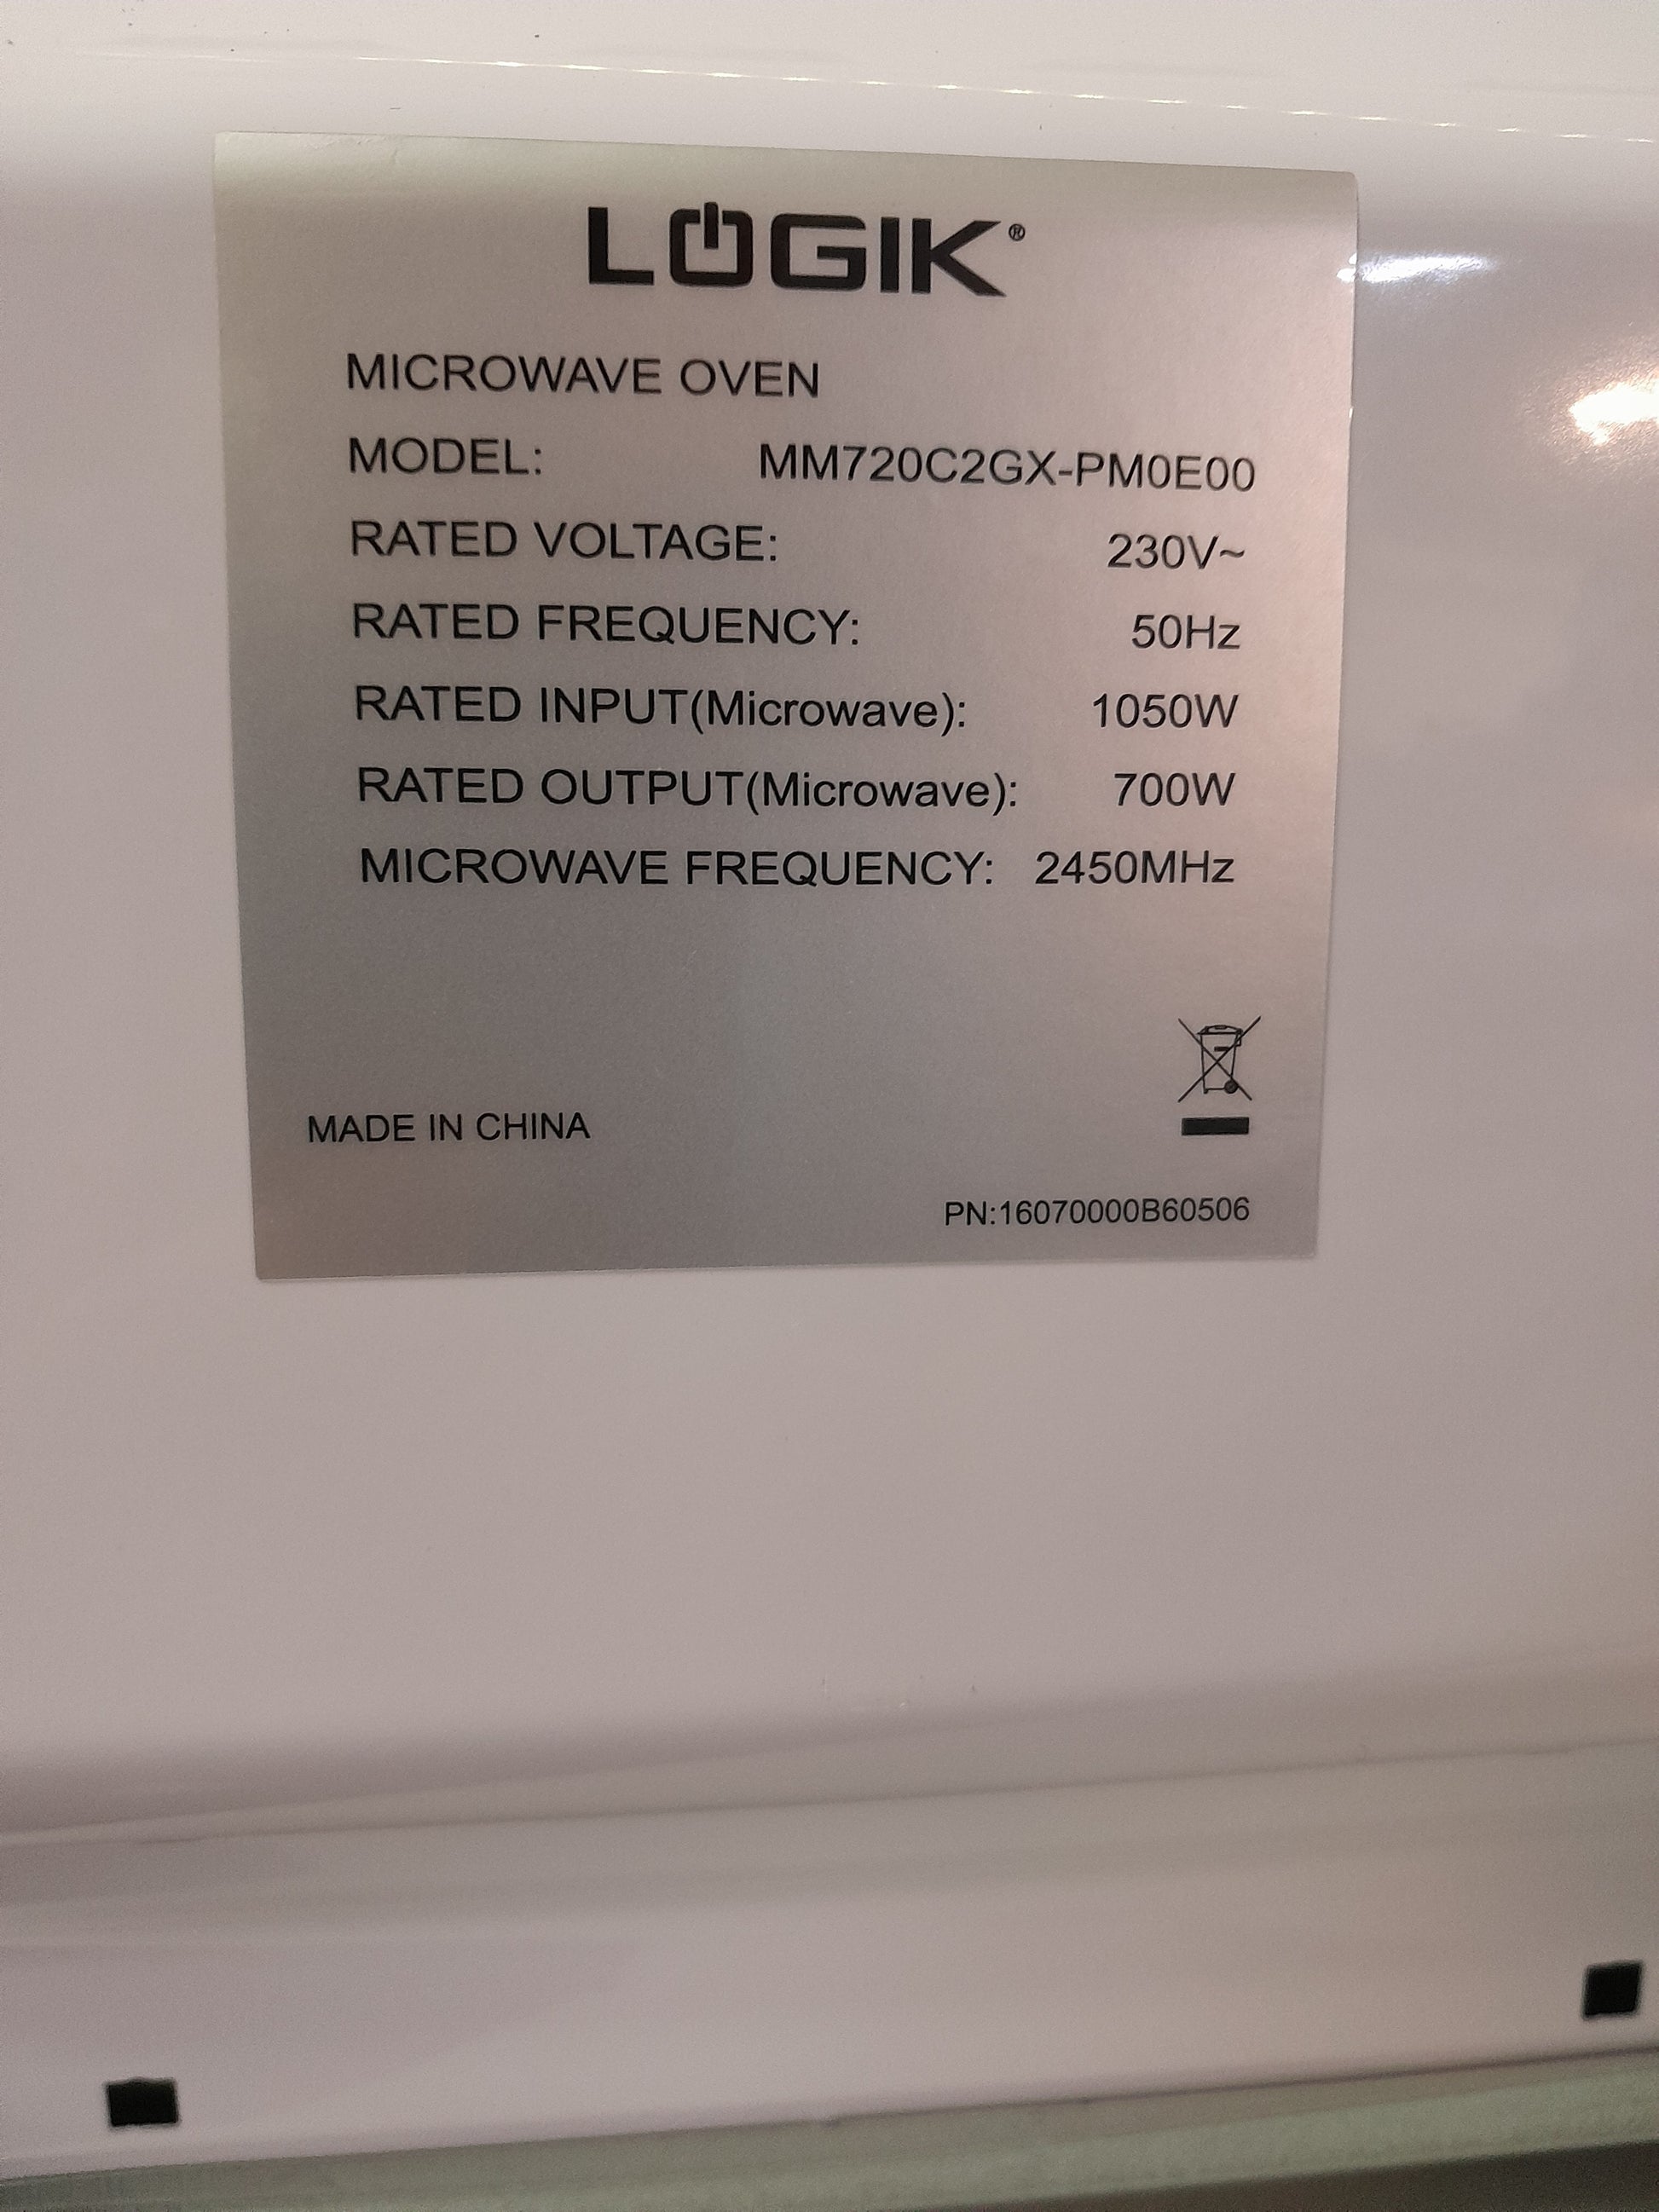 LOGIK®
MICROWAVE OVEN
MODEL: MM720C2GX-PM0E00
RATED VOLTAGE: 230V~
RATED FREQUENCY: 50Hz
RATED INPUT(Microwave): 1050W
RATED OUTPUT(Microwave): 700W
MICROWAVE FREQUENCY: 2450MHz
MADE IN CHINA
PN:16070000B60506